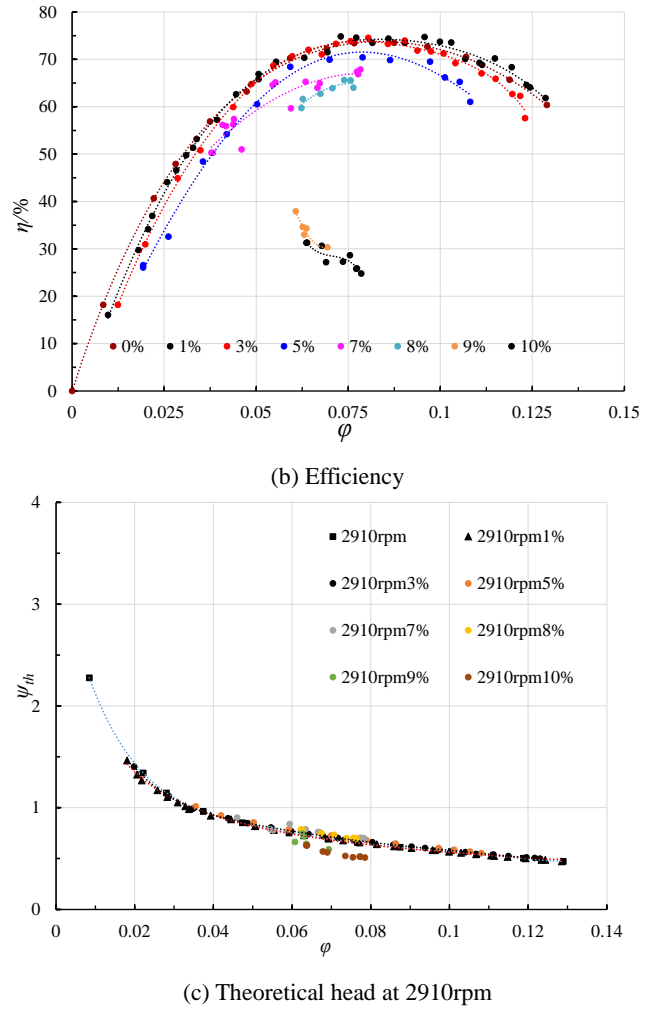 80
70
60
50
40
30
20
10
0
η/%
0% 1% 3% 5% 7% 8% 9% 10%
0 0.025 0.05 0.075 0.1 0.125 0.15
φ
(b) Efficiency
4
3
2
1
0
ψth
2910rpm 2910rpm1%
2910rpm3% 2910rpm5%
2910rpm7% 2910rpm8%
2910rpm9% 2910rpm10%
0 0.02 0.04 0.06 0.08 0.1 0.12 0.14
φ
(c) Theoretical head at 2910rpm